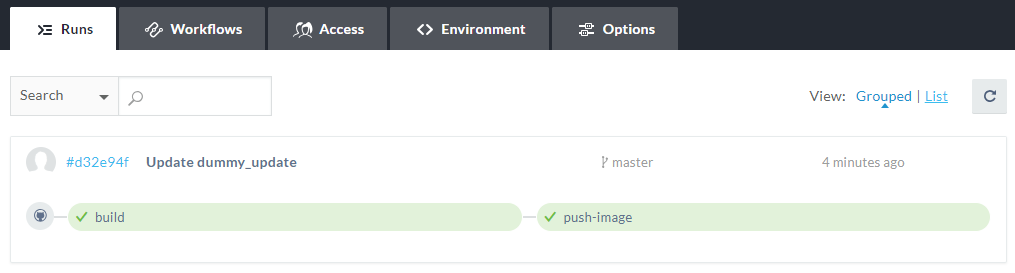 Runs Workflows Access Environment Options
Search View: Grouped | List
#d32e94f Update dummy_update master 4 minutes ago
build push-image